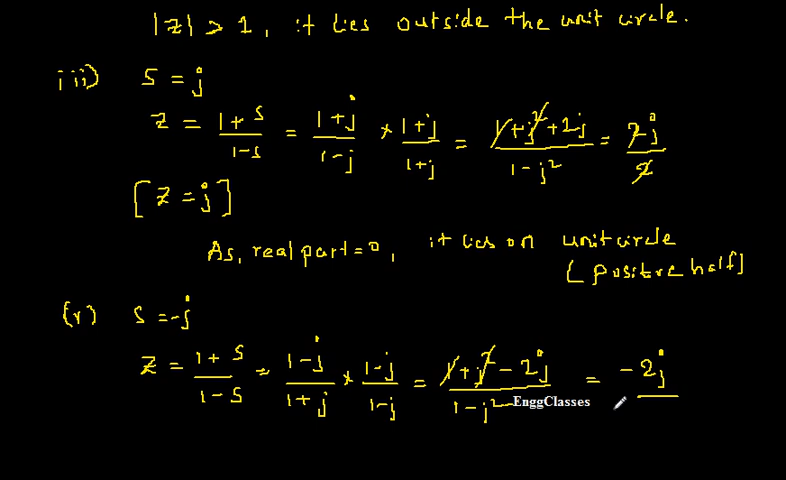 |z| > 1, it lies outside the unit circle.
iii) s = j
z = 1+s/1-s = 1+j/1-j × 1+j/1+j = 1+j²+2j/1-j² = 2j/2
[z = j]
As, real part = 0, it lies on unit circle
(positive half]
(v) s = -j
z = 1+s/1-s = 1-j/1+j × 1-j/1-j = 1+j²-2j/1-j² = -2j
EnggClasses